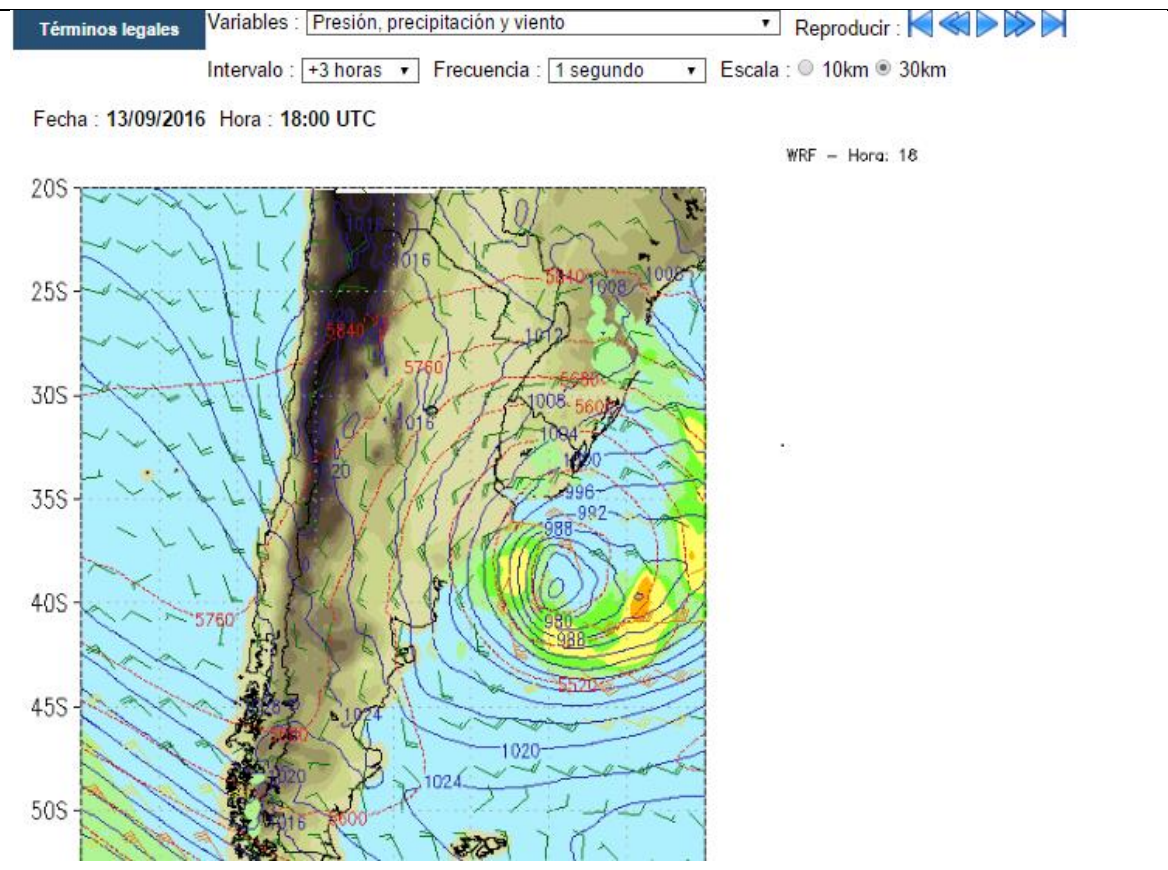 Términos legales Variables : Presión, precipitación y viento Reproducir :
Intervalo : +3 horas Frecuencia : 1 segundo Escala : 10km 30km
Fecha : 13/09/2016 Hora : 18:00 UTC
WRF – Hora: 18
20S
1016
1016
5840 1008
1008
25S
1020
5840
1012
5760
5680
30S
1008 5600
1016
1004
1000
996
35S
992
988
40S
5760
980
988
5520
45S
1024
1020
1020
1024
50S
1016 5600